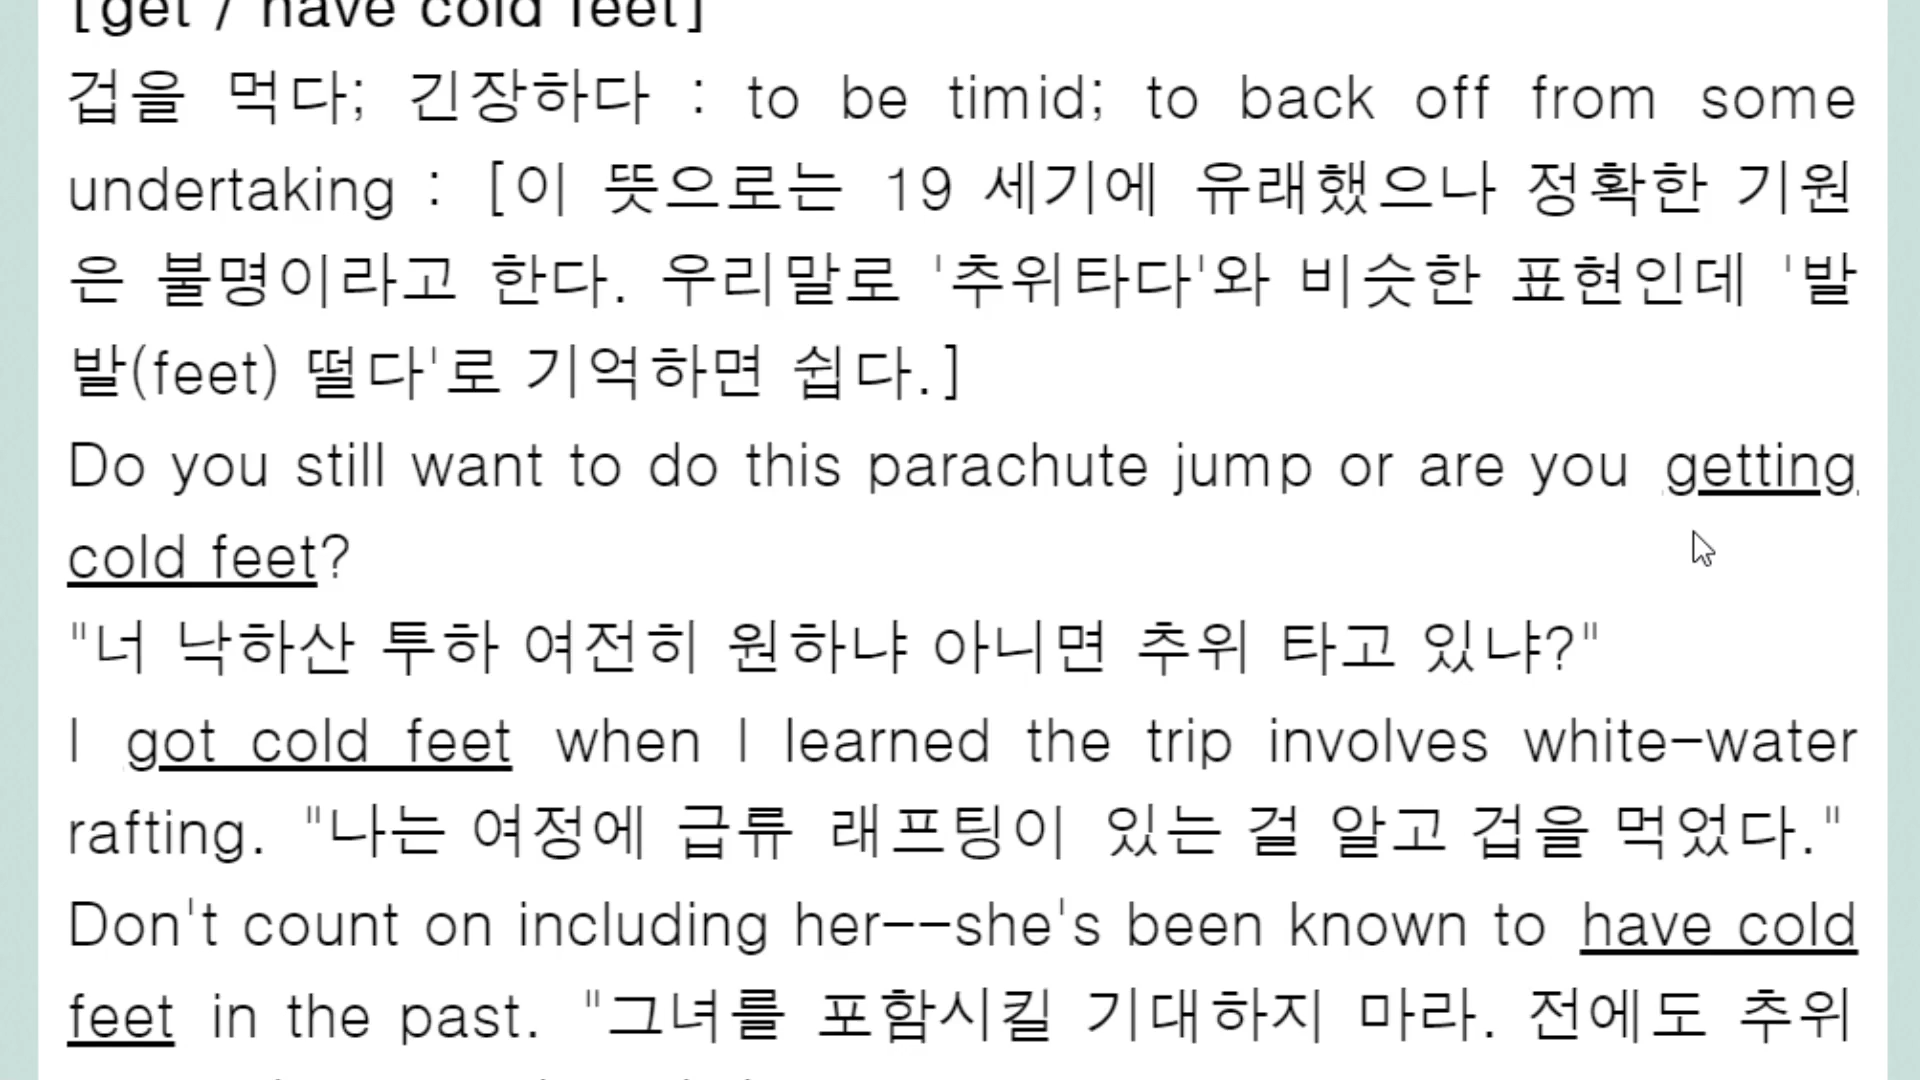 [get / have cold feet]
겁을 먹다; 긴장하다 : to be timid; to back off from some
undertaking : [이 뜻으로는 19 세기에 유래했으나 정확한 기원
은 불명이라고 한다. 우리말로 '추위타다'와 비슷한 표현인데 '발
발(feet) 떨다'로 기억하면 쉽다.]
Do you still want to do this parachute jump or are you getting
cold feet?
"너 낙하산 투하 여전히 원하냐 아니면 추위 타고 있냐?"
I got cold feet when I learned the trip involves white-water
rafting. "나는 여정에 급류 래프팅이 있는 걸 알고 겁을 먹었다."
Don't count on including her--she's been known to have cold
feet in the past. "그녀를 포함시킬 기대하지 마라. 전에도 추위